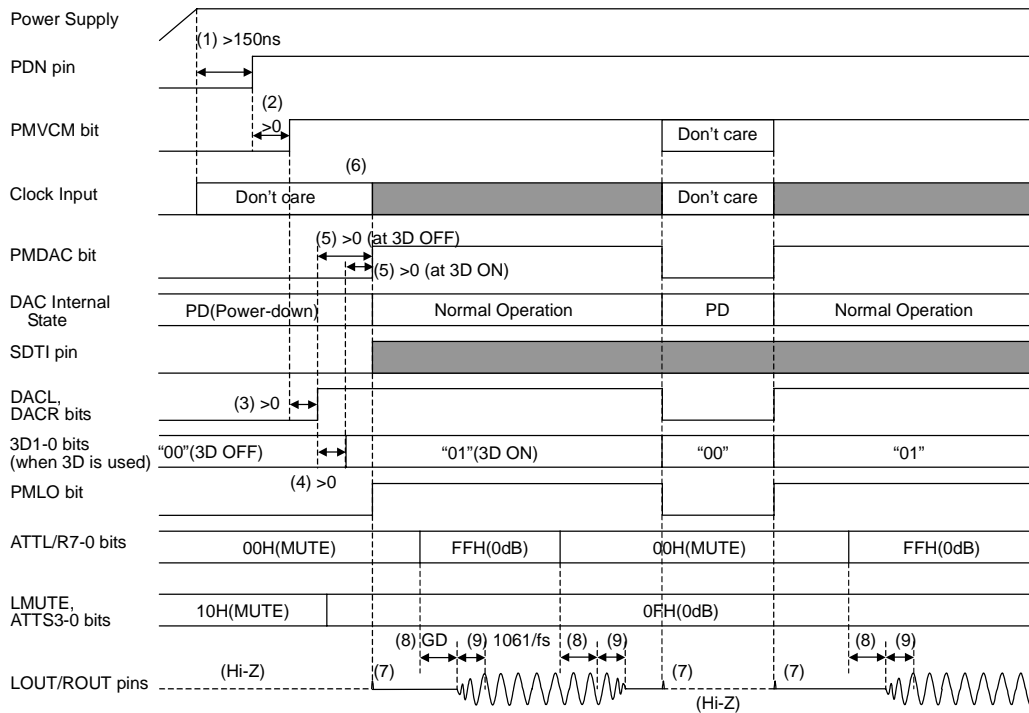 Power Supply
(1) >150ns
PDN pin
(2)
>0
PMVCM bit
Don't care
(6)
Clock Input
Don't care
Don't care
(5) >0 (at 3D OFF)
PMDAC bit
(5) >0 (at 3D ON)
DAC Internal
State
PD(Power-down)
Normal Operation
PD
Normal Operation
SDTI pin
DACL,
DACR bits
(3) >0
3D1-0 bits
(when 3D is used)
“00”(3D OFF)
“01”(3D ON)
“00”
“01”
(4) >0
PMLO bit
ATTL/R7-0 bits
00H(MUTE)
FFH(0dB)
00H(MUTE)
FFH(0dB)
LMUTE,
ATTS3-0 bits
10H(MUTE)
0FH(0dB)
(8) GD
(9)
1061/fs
(8)
(9)
(8)
(9)
LOUT/ROUT pins
(Hi-Z)
(7)
(7)
(7)
(Hi-Z)